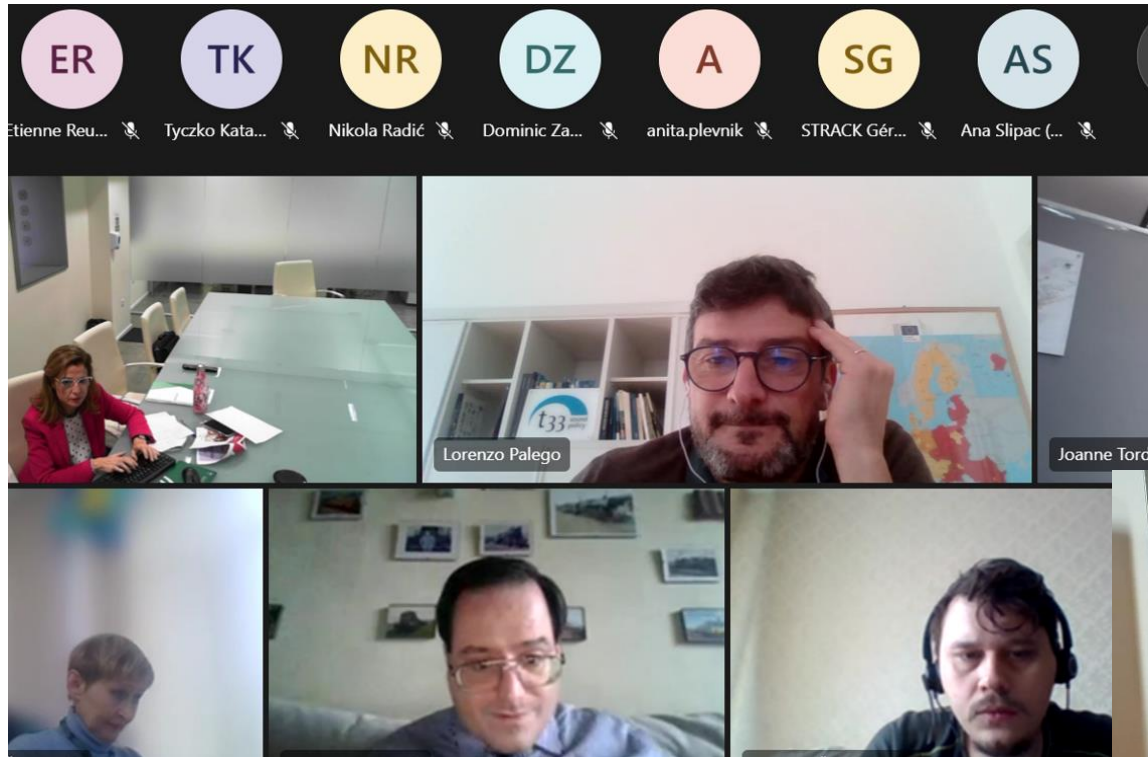 ER TK NR DZ A SG AS
Etienne Reu... Tyczko Kata... Nikola Radić Dominic Za... anita.plevnik STRACK Gér... Ana Slipac (...
t33
Lorenzo Palego
Joanne Tord